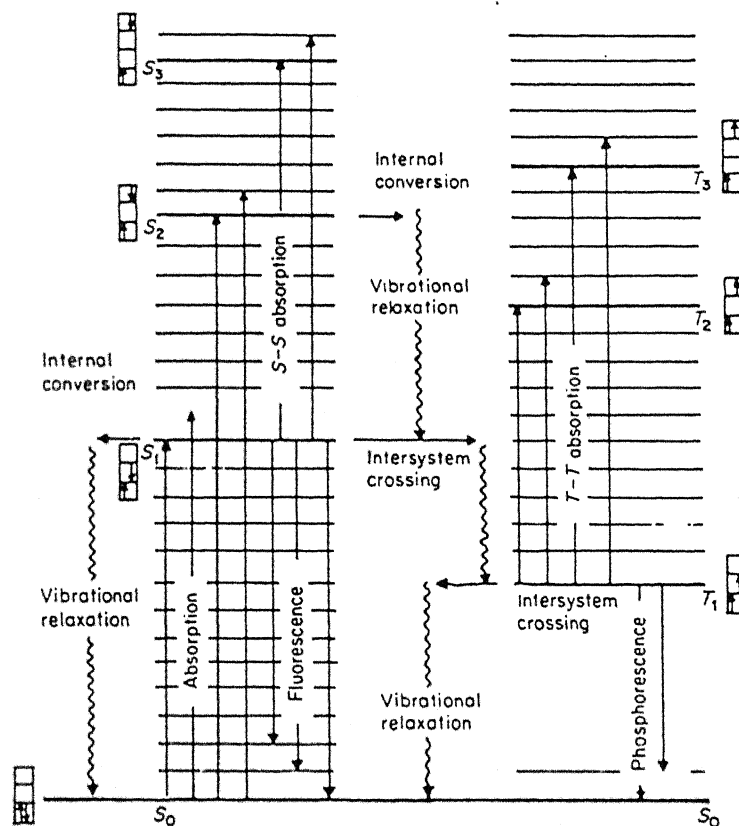 S3
Internal
conversion
T3
S2
S–S absorption
Vibrational
relaxation
T2
Internal
conversion
T–T absorption
S1
Intersystem
crossing
Vibrational
relaxation
Absorption
Fluorescence
Intersystem
crossing
T1
Vibrational
relaxation
Phosphorescence
S0
S0